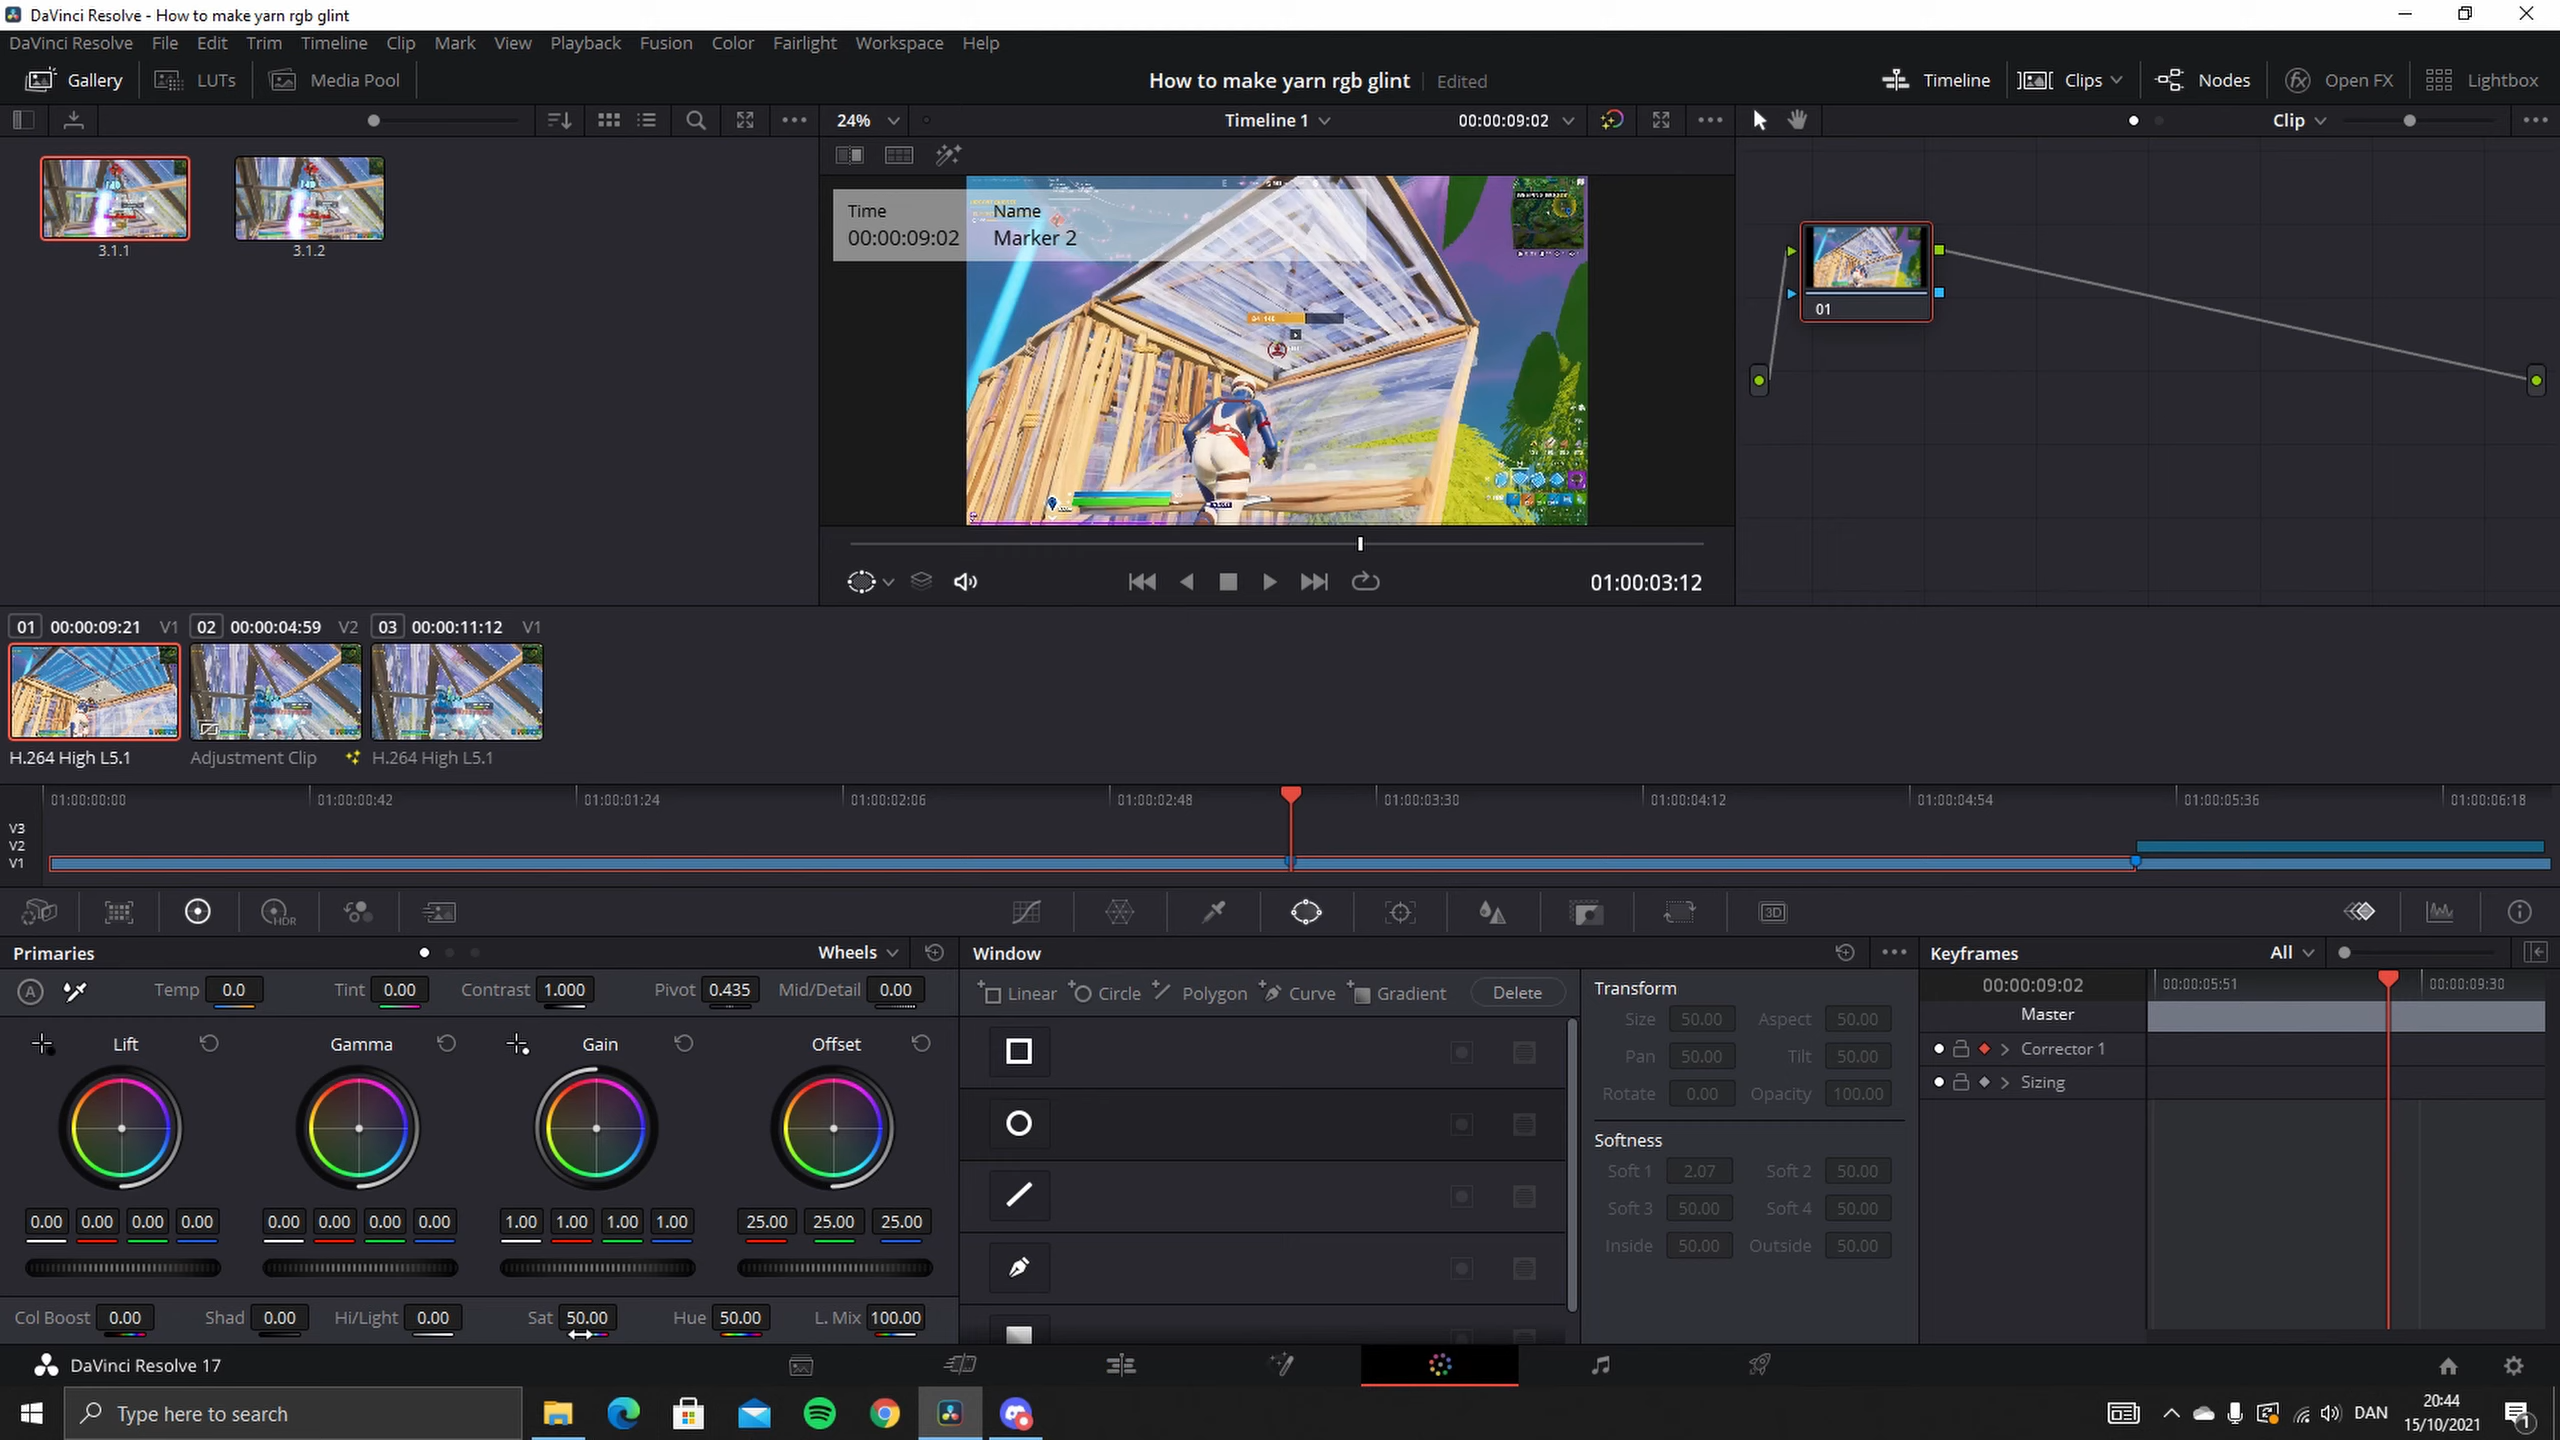 DaVinci Resolve - How to make yarn rgb glint
DaVinci Resolve File Edit Trim Timeline Clip Mark View Playback Fusion Color Fairlight Workspace Help
Gallery LUTs Media Pool How to make yarn rgb glint Edited Timeline Clips Nodes Open FX Lightbox
24% Timeline 1 00:00:09:02 Clip
3.1.1 3.1.2
Time Name
00:00:09:02 Marker 2
01
01:00:03:12
01 00:00:09:21 V1 02 00:00:04:59 V2 03 00:00:11:12 V1
H.264 High L5.1 Adjustment Clip H.264 High L5.1
01:00:00:00 01:00:00:42 01:00:01:24 01:00:02:06 01:00:02:48 01:00:03:30 01:00:04:12 01:00:04:54 01:00:05:36 01:00:06:18
V3
V2
V1
HDR 3D
Primaries Wheels Window Keyframes All
A Temp 0.0 Tint 0.00 Contrast 1.000 Pivot 0.435 Mid/Detail 0.00
Linear Circle Polygon Curve Gradient Delete
Transform
Size 50.00 Aspect 50.00
Pan 50.00 Tilt 50.00
Rotate 0.00 Opacity 100.00
Softness
Soft 1 2.07 Soft 2 50.00
Soft 3 50.00 Soft 4 50.00
Inside 50.00 Outside 50.00
00:00:09:02 00:00:05:51 00:00:09:30
Master
Corrector 1
Sizing
Lift Gamma Gain Offset
0.00 0.00 0.00 0.00 0.00 0.00 0.00 0.00 1.00 1.00 1.00 1.00 25.00 25.00 25.00
Col Boost 0.00 Shad 0.00 Hi/Light 0.00 Sat 50.00 Hue 50.00 L. Mix 100.00
DaVinci Resolve 17
Type here to search
DAN
20:44
15/10/2021
1